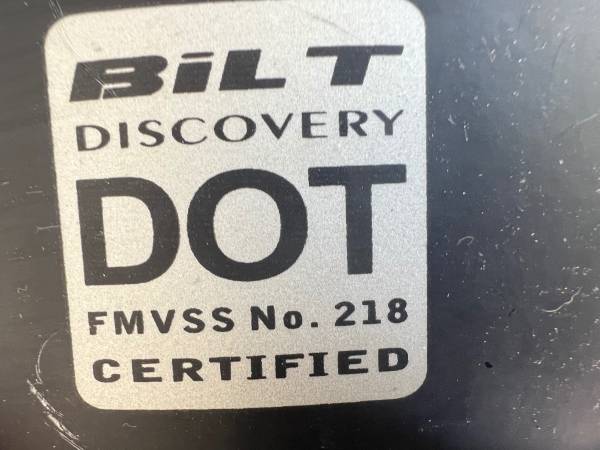 BiLT
DISCOVERY
DOT
FMVSS No. 218
CERTIFIED